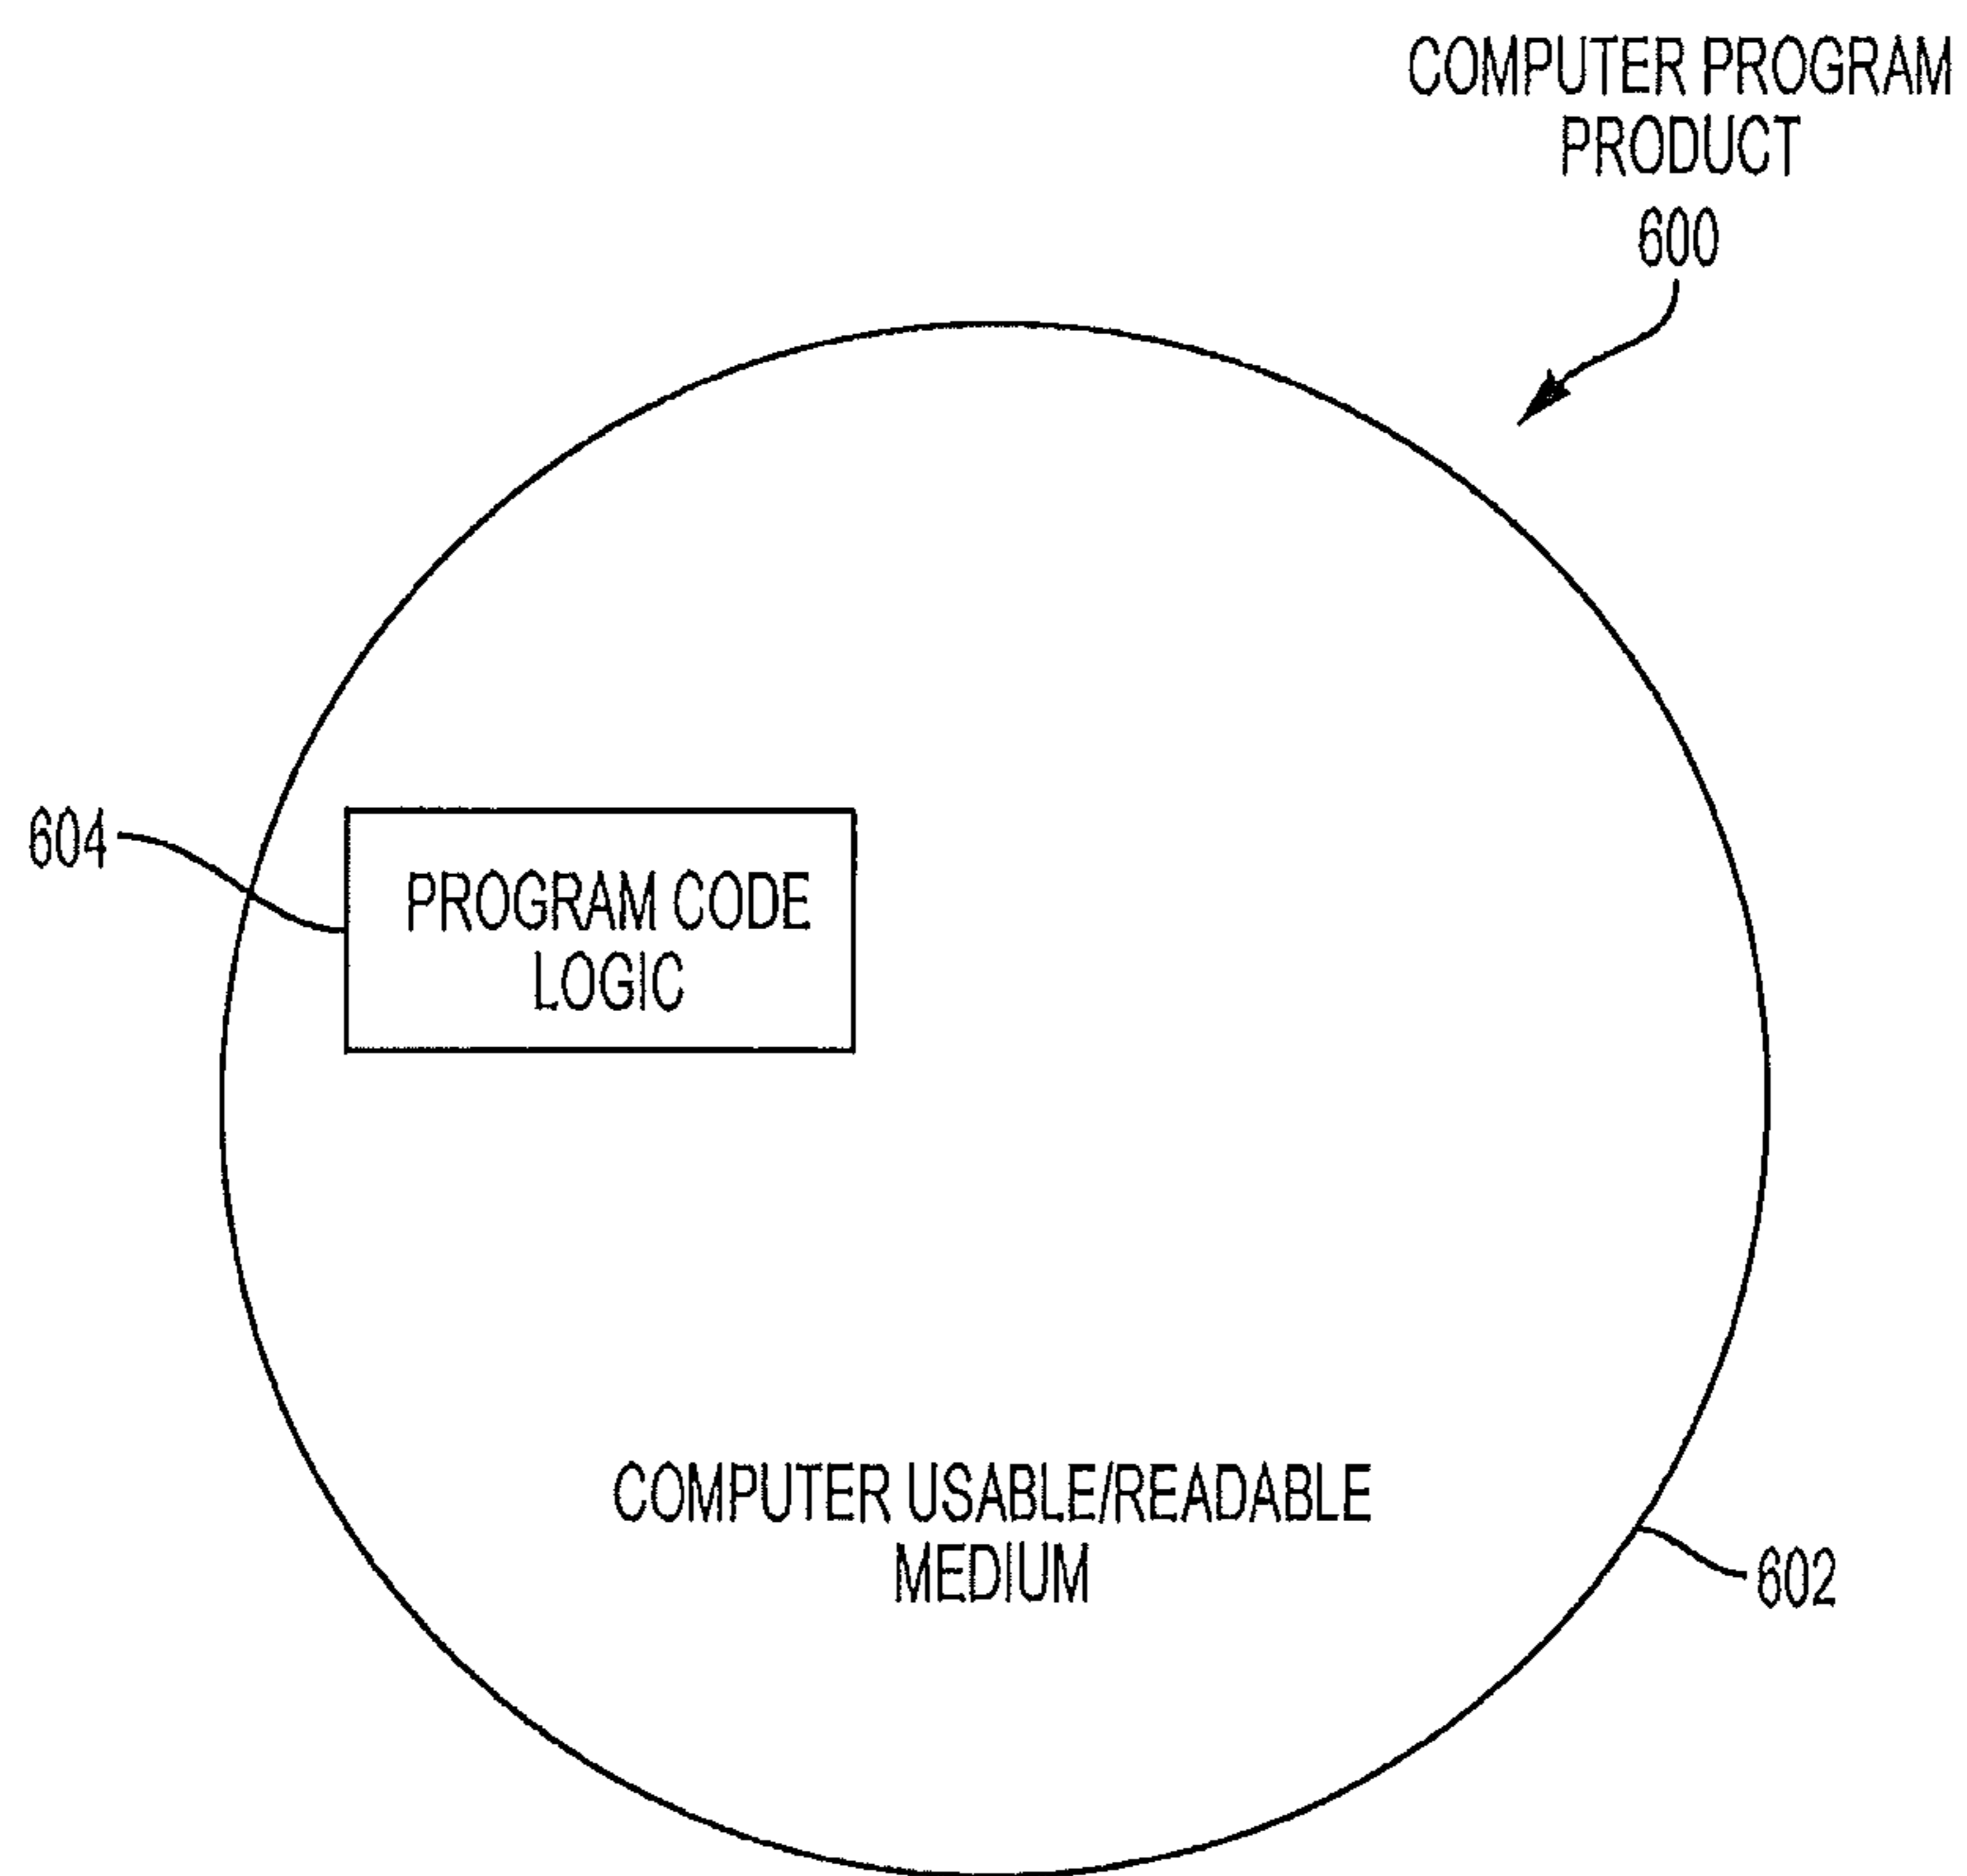 COMPUTER PROGRAM
PRODUCT
600
604
PROGRAM CODE
LOGIC
COMPUTER USABLE/READABLE
MEDIUM
602